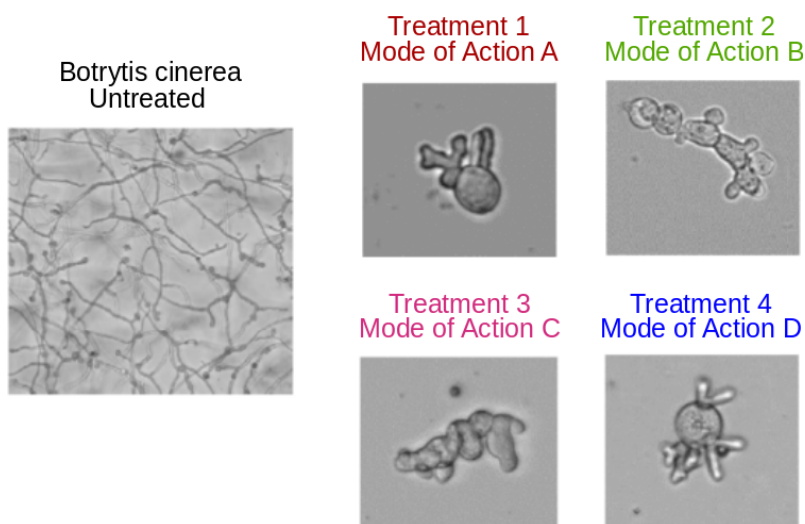 Botrytis cinerea
Untreated
Treatment 1
Mode of Action A
Treatment 2
Mode of Action B
Treatment 3
Mode of Action C
Treatment 4
Mode of Action D